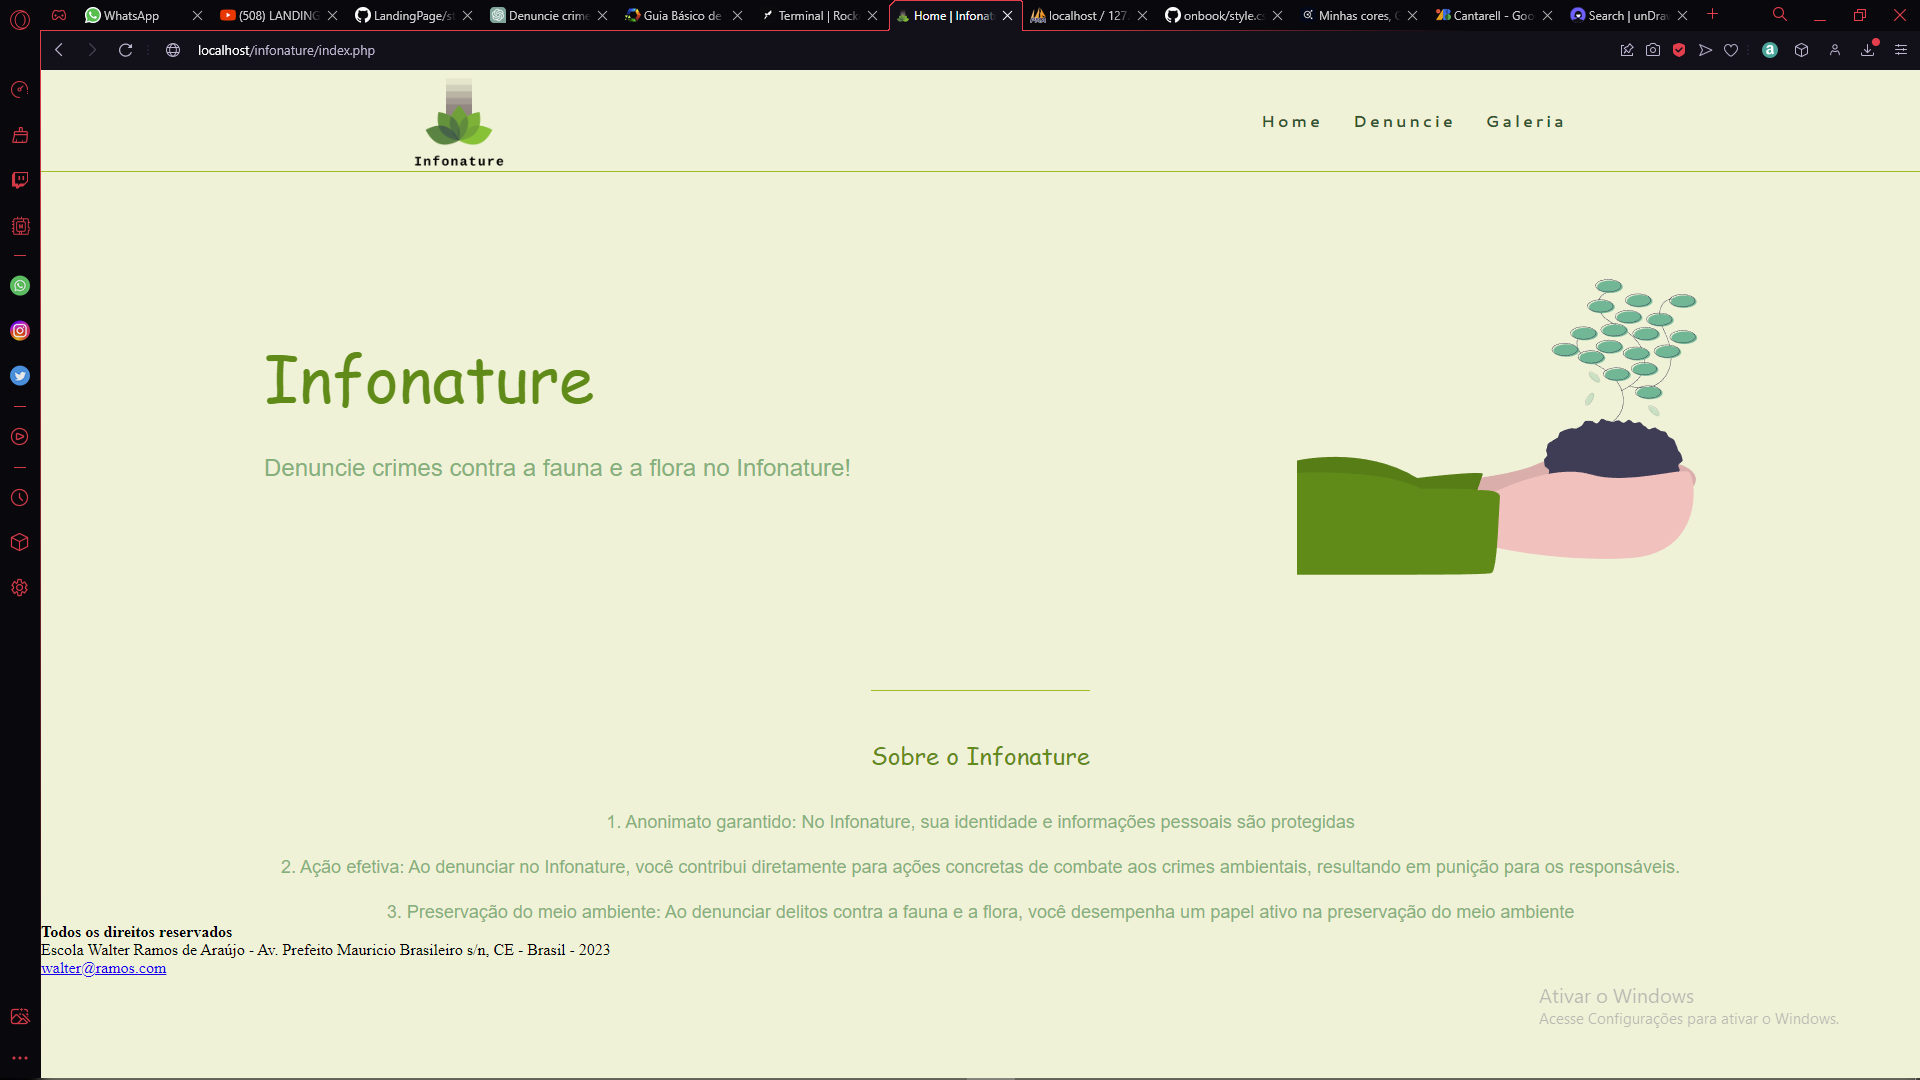 WhatsApp
(508) LANDING
LandingPage/st
Denuncie crime
Guia Básico de
Terminal | Rock
Home | Infonat
localhost / 127.
onbook/style.cs
Minhas cores, C
Cantarell - Goo
Search | unDraw
localhost/infonature/index.php
Infonature
Home
Denuncie
Galeria
Infonature
Denuncie crimes contra a fauna e a flora no Infonature!
Sobre o Infonature
1. Anonimato garantido: No Infonature, sua identidade e informações pessoais são protegidas
2. Ação efetiva: Ao denunciar no Infonature, você contribui diretamente para ações concretas de combate aos crimes ambientais, resultando em punição para os responsáveis.
3. Preservação do meio ambiente: Ao denunciar delitos contra a fauna e a flora, você desempenha um papel ativo na preservação do meio ambiente
Todos os direitos reservados
Escola Walter Ramos de Araújo - Av. Prefeito Mauricio Brasileiro s/n, CE - Brasil - 2023
walter@ramos.com
Ativar o Windows
Acesse Configurações para ativar o Windows.